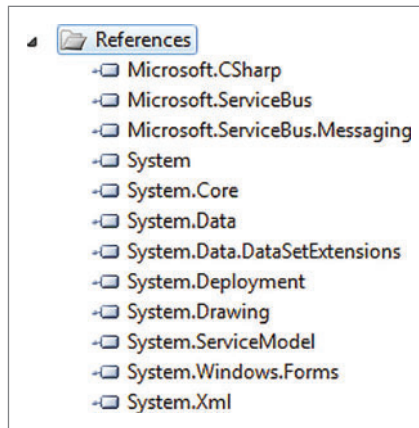 References
Microsoft.CSharp
Microsoft.ServiceBus
Microsoft.ServiceBus.Messaging
System
System.Core
System.Data
System.Data.DataSetExtensions
System.Deployment
System.Drawing
System.ServiceModel
System.Windows.Forms
System.Xml